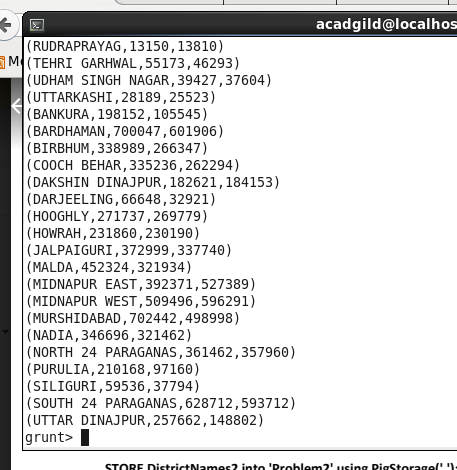 acadgild@localhos
(RUDRAPRAYAG,13150,13810)
(TEHRI GARHWAL,55173,46293)
(UDHAM SINGH NAGAR,39427,37604)
(UTTARKASHI,28189,25523)
(BANKURA,198152,105545)
(BARDHAMAN,700047,601906)
(BIRBHUM,338989,266347)
(COOCH BEHAR,335236,262294)
(DAKSHIN DINAJPUR,182621,184153)
(DARJEELING,66648,32921)
(HOOGHLY,271737,269779)
(HOWRAH,231860,230190)
(JALPAIGURI,372999,337740)
(MALDA,452324,321934)
(MIDNAPUR EAST,392371,527389)
(MIDNAPUR WEST,509496,596291)
(MURSHIDABAD,702442,498998)
(NADIA,346696,321462)
(NORTH 24 PARAGANAS,361462,357960)
(PURULIA,210168,97160)
(SILIGURI,59536,37794)
(SOUTH 24 PARAGANAS,628712,593712)
(UTTAR DINAJPUR,257662,148802)
grunt>
STORE DistrictNames2 into 'Problem2' using PigStorage(',');